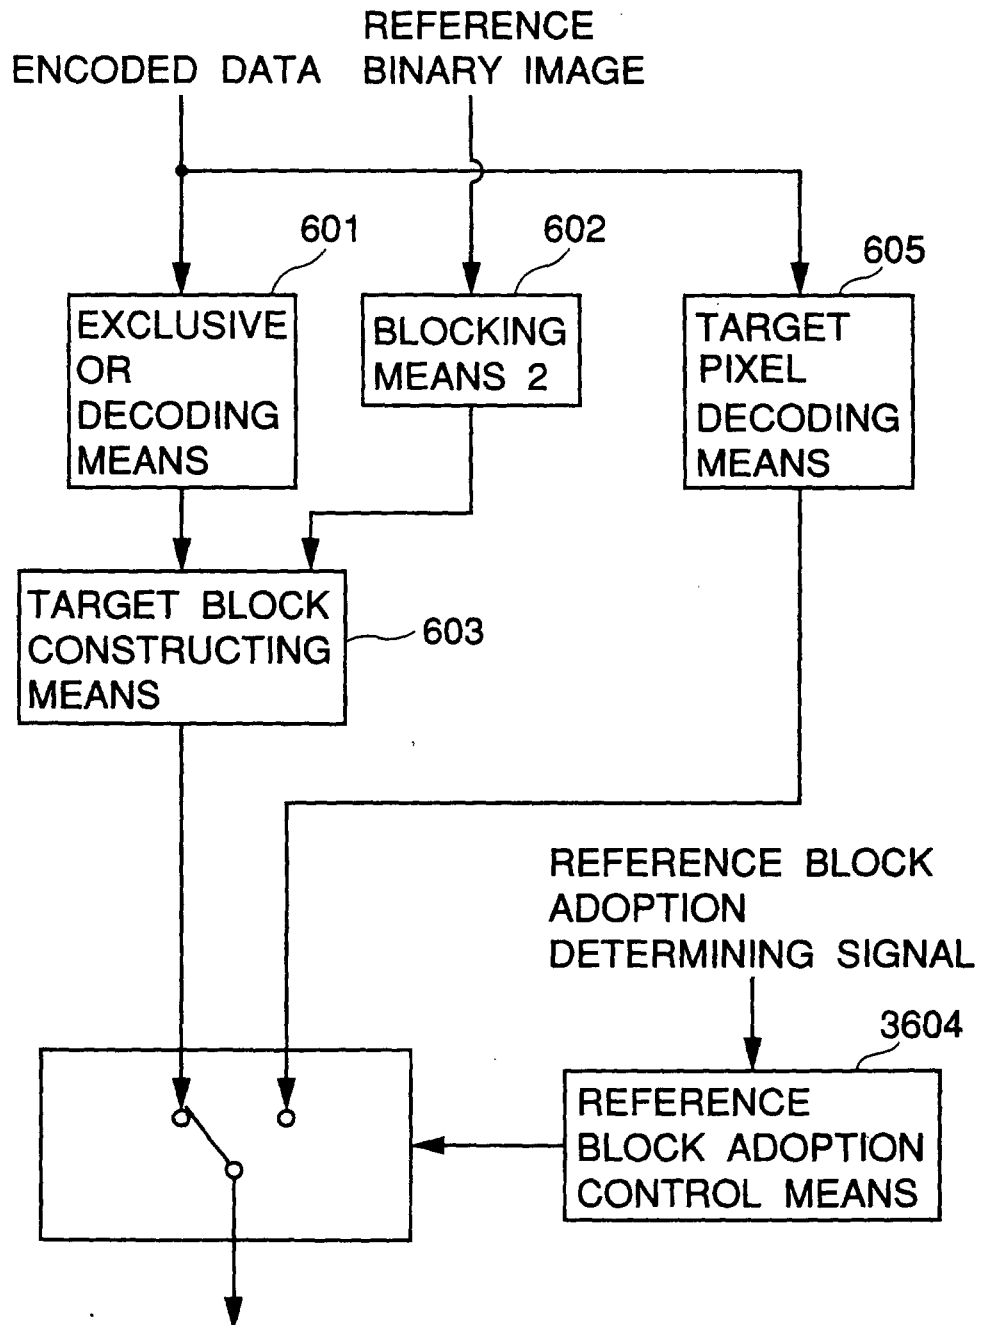 REFERENCE
ENCODED DATA BINARY IMAGE
601
602
605
EXCLUSIVE
OR
DECODING
MEANS
BLOCKING
MEANS 2
TARGET
PIXEL
DECODING
MEANS
TARGET BLOCK
CONSTRUCTING
MEANS
603
REFERENCE BLOCK
ADOPTION
DETERMINING SIGNAL
3604
REFERENCE
BLOCK ADOPTION
CONTROL MEANS